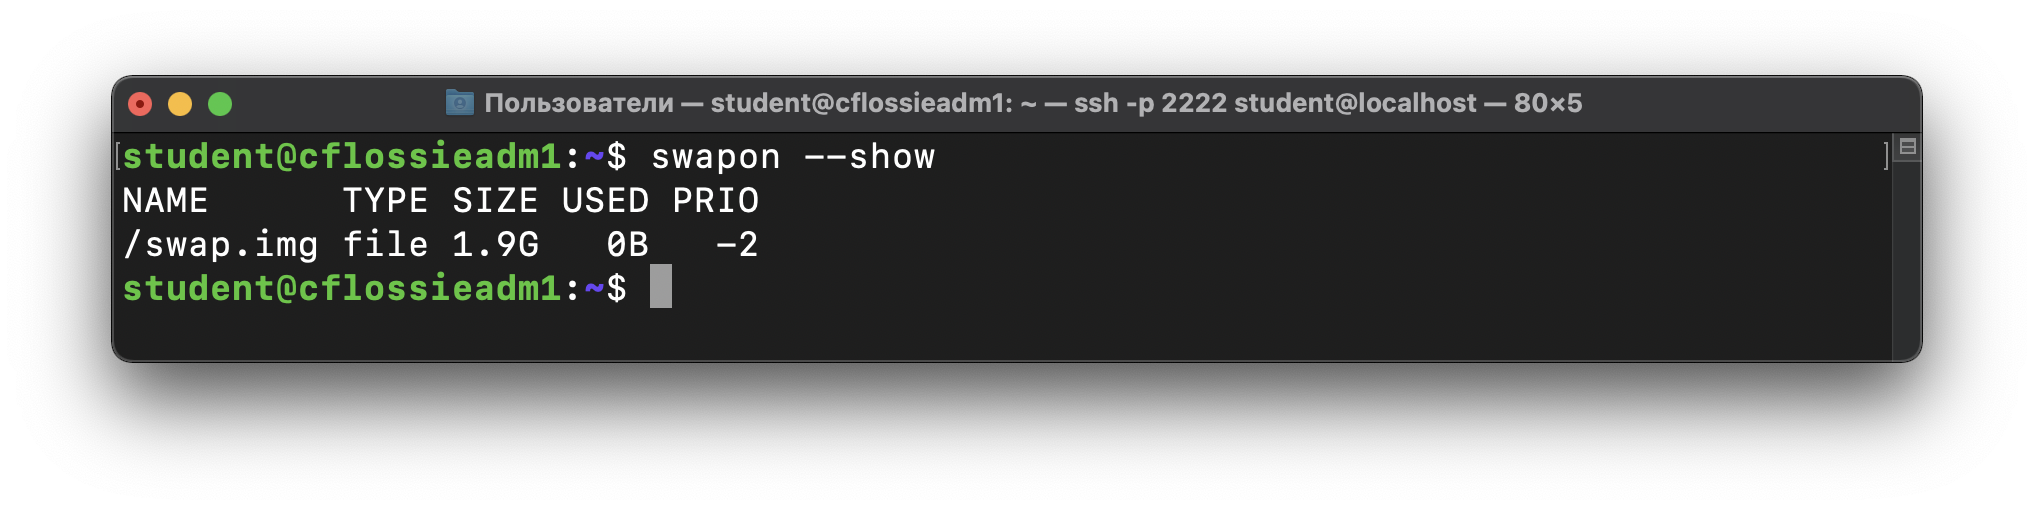 Пользователи — student@cflossieadm1: ~ — ssh -p 2222 student@localhost — 80×5
[student@cflossieadm1:~$ swapon --show ]
NAME      TYPE SIZE USED PRIO
/swap.img file 1.9G   0B   -2
student@cflossieadm1:~$